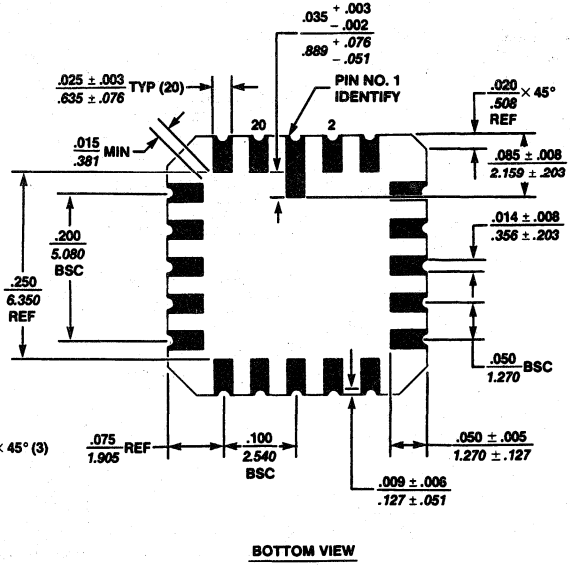 .035 + .003
− .002
.889 + .076
− .051
.025 ± .003
.635 ± .076 TYP (20)
PIN NO. 1
IDENTIFY
.020
.508 × 45°
REF
20
2
.015
.381 MIN
.085 ± .008
2.159 ± .203
.014 ± .008
.356 ± .203
.200
5.080
BSC
.250
6.350
REF
.050
1.270 BSC
× 45° (3)
.075
1.905 REF
.100
2.540
BSC
.050 ± .005
1.270 ± .127
.009 ± .006
.127 ± .051
BOTTOM VIEW